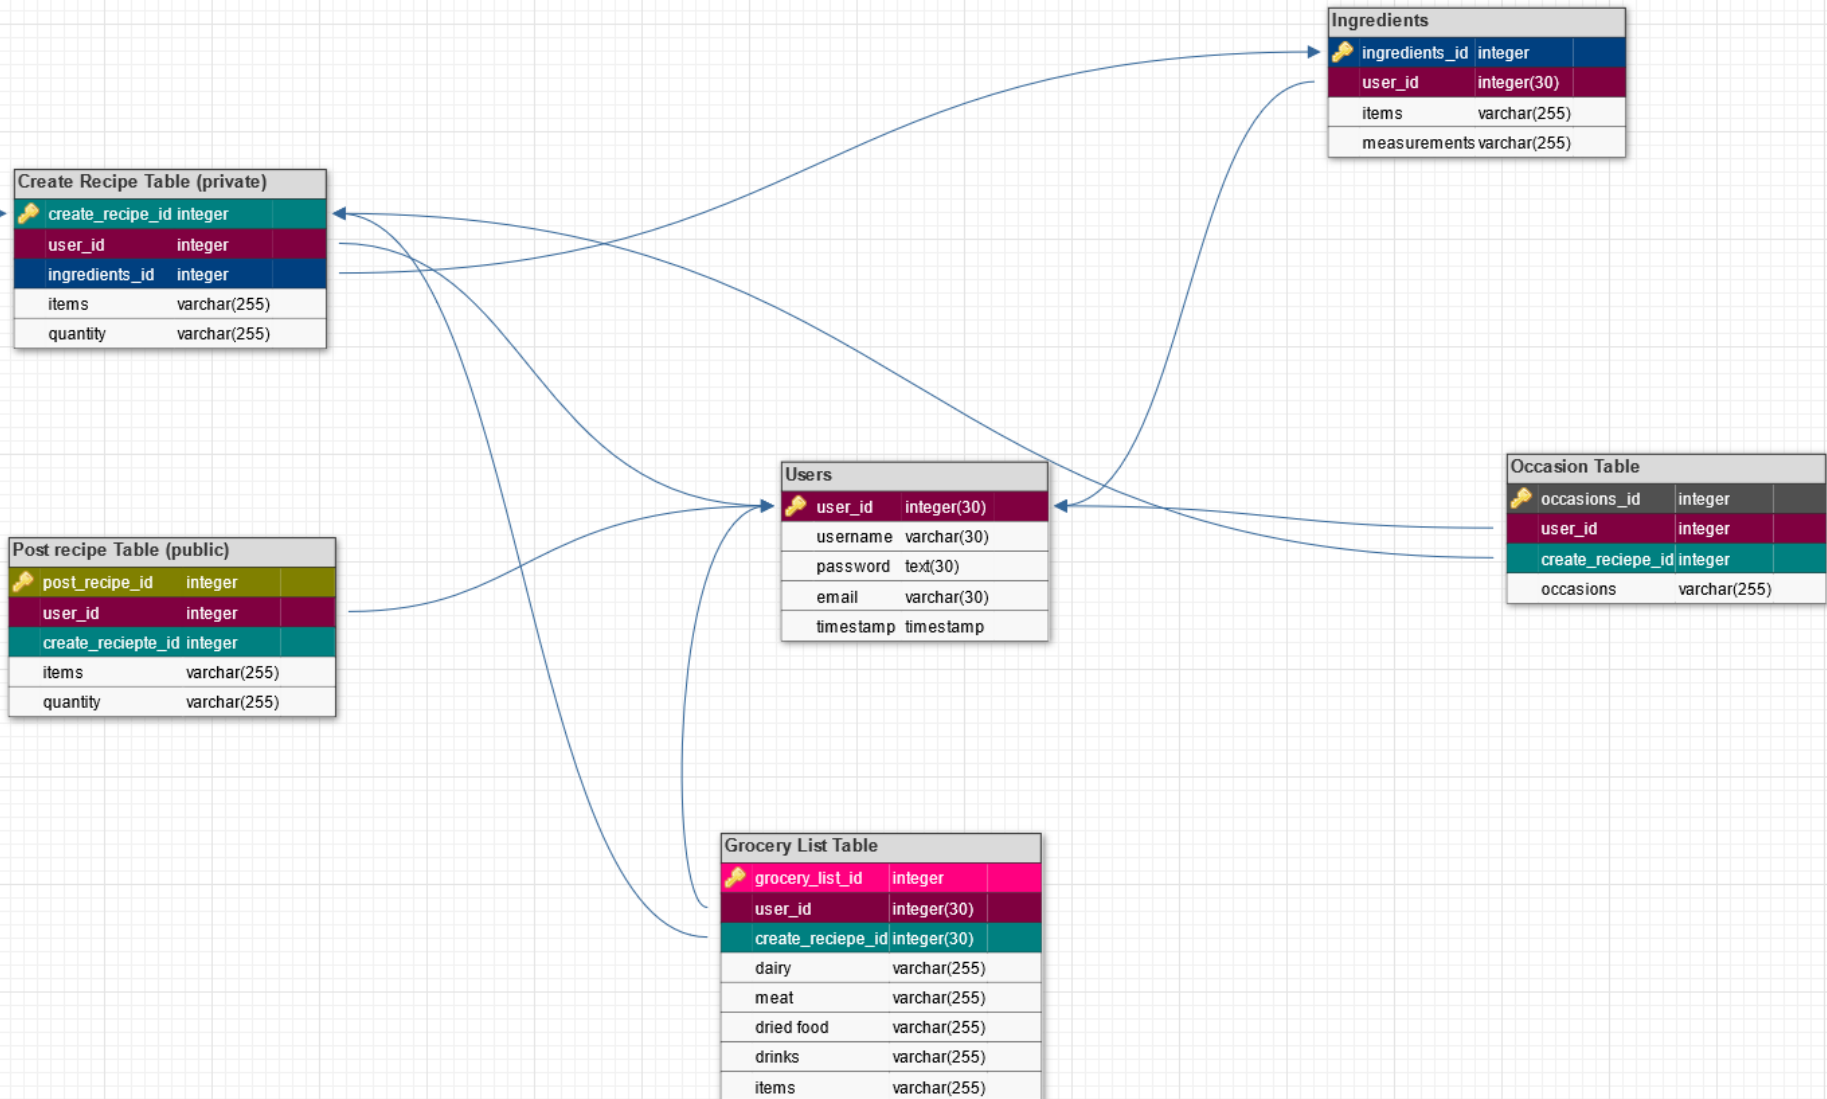 Ingredients
ingredients_id integer
user_id integer(30)
items varchar(255)
measurements varchar(255)
Create Recipe Table (private)
create_recipe_id integer
user_id integer
ingredients_id integer
items varchar(255)
quantity varchar(255)
Users
user_id integer(30)
username varchar(30)
password text(30)
email varchar(30)
timestamp timestamp
Occasion Table
occasions_id integer
user_id integer
create_reciepe_id integer
occasions varchar(255)
Post recipe Table (public)
post_recipe_id integer
user_id integer
create_reciepte_id integer
items varchar(255)
quantity varchar(255)
Grocery List Table
grocery_list_id integer
user_id integer(30)
create_reciepe_id integer(30)
dairy varchar(255)
meat varchar(255)
dried food varchar(255)
drinks varchar(255)
items varchar(255)